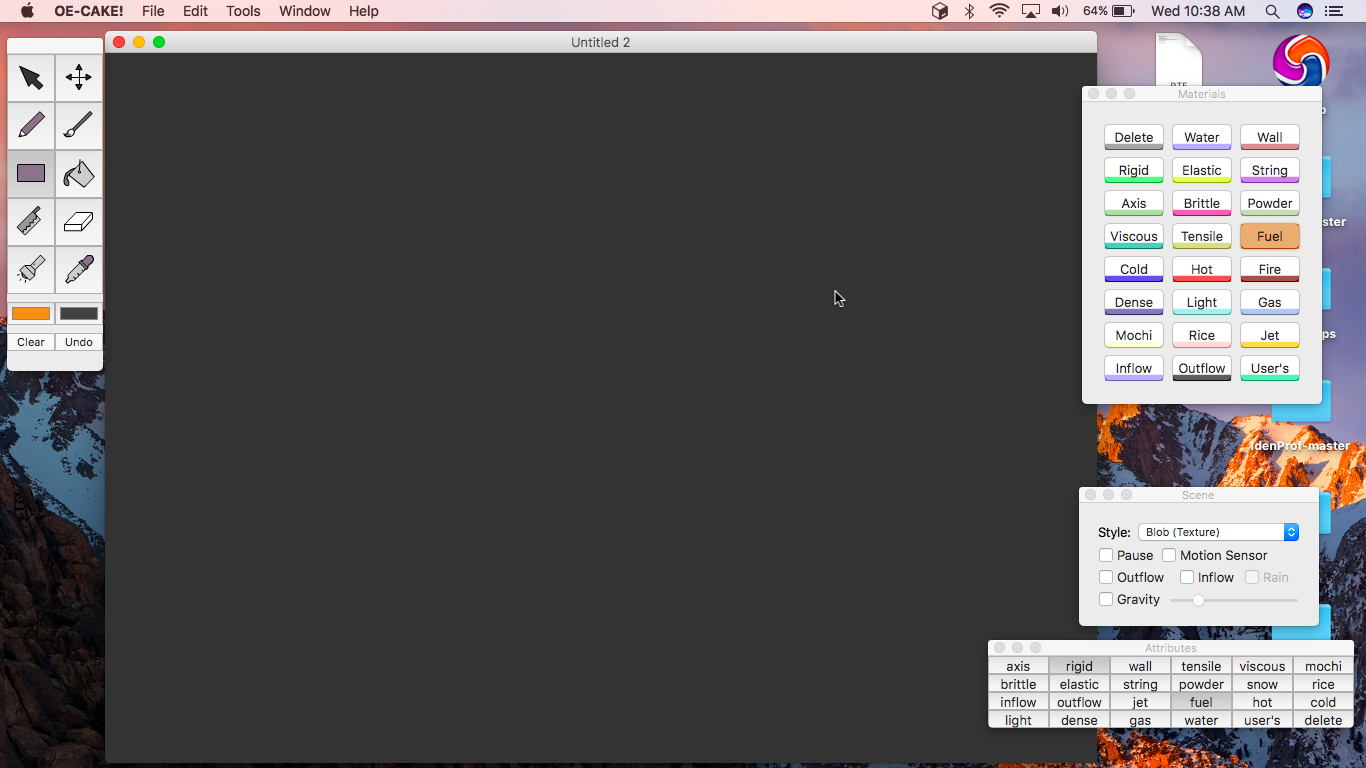 OE-CAKE! File Edit Tools Window Help 64% Wed 10:38 AM
Untitled 2
Clear Undo
Materials
Delete Water Wall
Rigid Elastic String
Axis Brittle Powder
Viscous Tensile Fuel
Cold Hot Fire
Dense Light Gas
Mochi Rice Jet
Inflow Outflow User's
IdenProf-master
Scene
Style: Blob (Texture)
Pause Motion Sensor
Outflow Inflow Rain
Gravity
Attributes
axis rigid wall tensile viscous mochi
brittle elastic string powder snow rice
inflow outflow jet fuel hot cold
light dense gas water user's delete